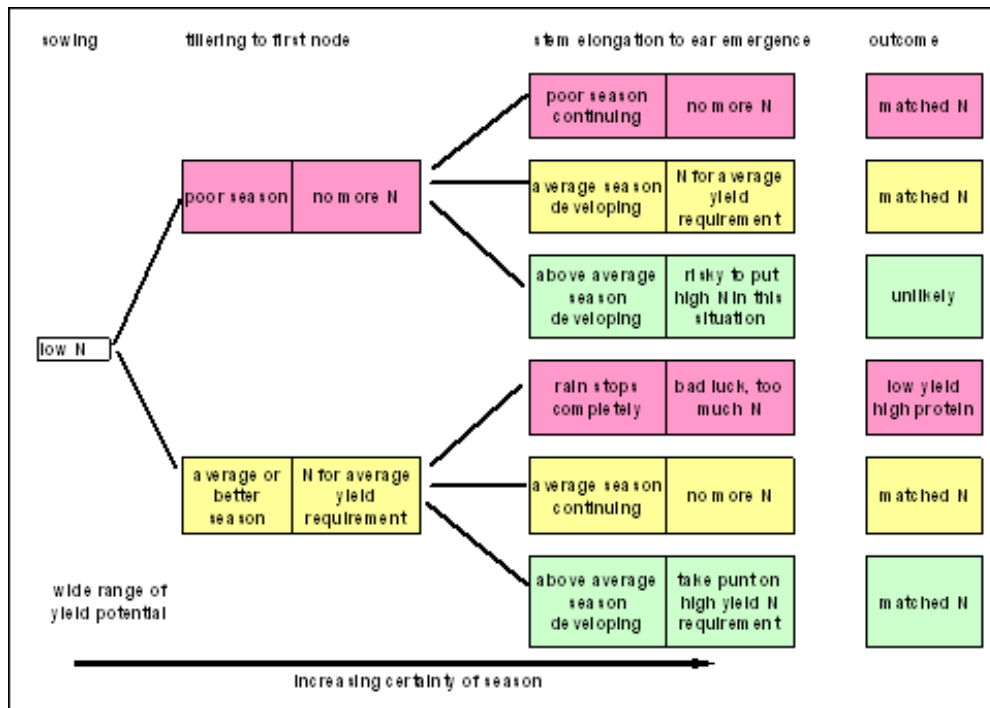 sowing
tillering to first node
stem elongation to ear emergence
outcome
poor season
continuing
no more N
matched N
poor season
no more N
average season
developing
N for average
yield
requirement
matched N
above average
season
developing
risky to put
high N in this
situation
unlikely
low N
rain stops
completely
bad luck, too
much N
low yield
high protein
average or
better
season
N for average
yield
requirement
average season
continuing
no more N
matched N
above average
season
developing
take punt on
high yield N
requirement
matched N
wide range of
yield potential
increasing certainty of season